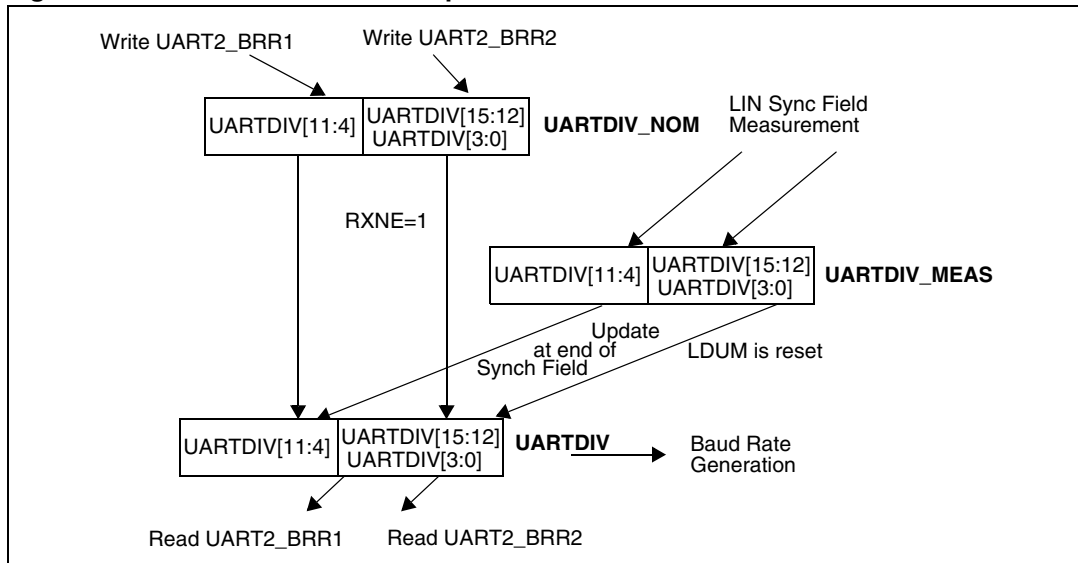 Write UART2_BRR1
Write UART2_BRR2
UARTDIV[11:4]
UARTDIV[15:12]
UARTDIV[3:0]
UARTDIV_NOM
LIN Sync Field
Measurement
RXNE=1
UARTDIV[11:4]
UARTDIV[15:12]
UARTDIV[3:0]
UARTDIV_MEAS
Update
at end of
Synch Field
LDUM is reset
UARTDIV[11:4]
UARTDIV[15:12]
UARTDIV[3:0]
UARTDIV
Baud Rate
Generation
Read UART2_BRR1
Read UART2_BRR2